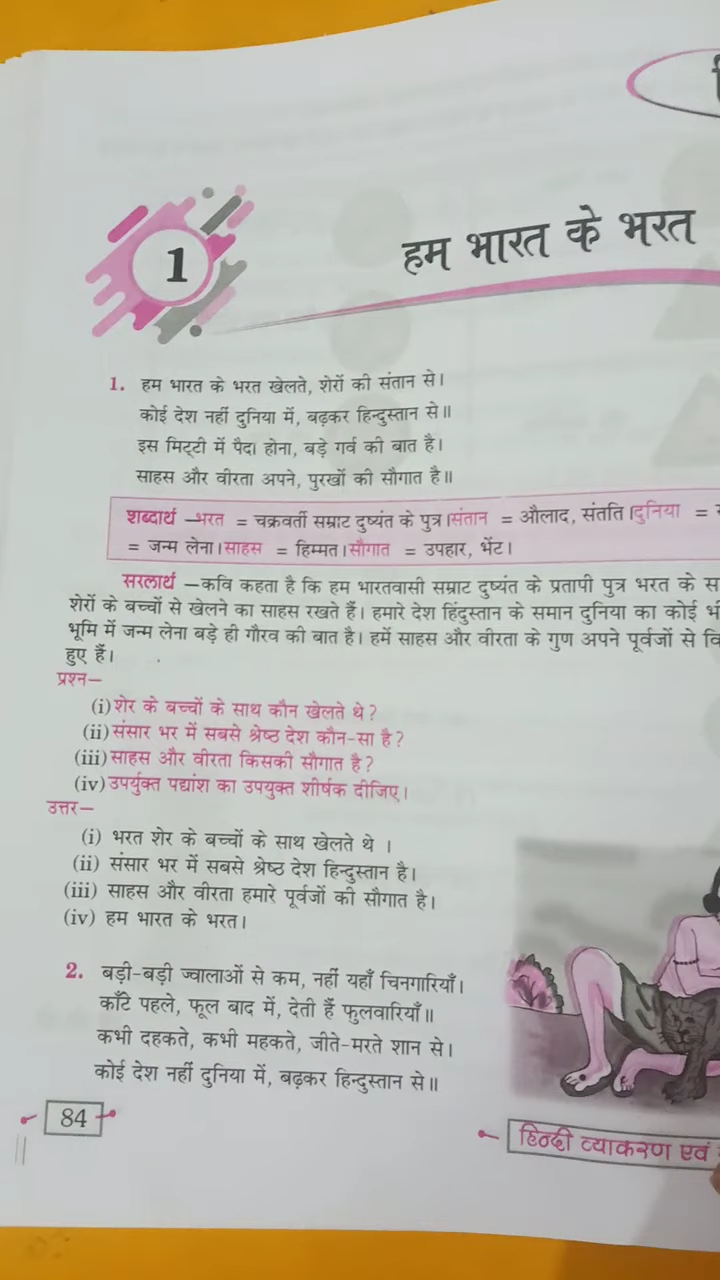 1
हम भारत के भरत
1. हम भारत के भरत खेलते, शेरों की संतान से।
कोई देश नहीं दुनिया में, बढ़कर हिन्दुस्तान से॥
इस मिट्टी में पैदा होना, बड़े गर्व की बात है।
साहस और वीरता अपने, पुरखों की सौगात है॥
शब्दार्थ –भरत = चक्रवर्ती सम्राट दुष्यंत के पुत्र।संतान = औलाद, संतति।दुनिया =
= जन्म लेना।साहस = हिम्मत।सौगात = उपहार, भेंट।
सरलार्थ –कवि कहता है कि हम भारतवासी सम्राट दुष्यंत के प्रतापी पुत्र भरत के
शेरों के बच्चों से खेलने का साहस रखते हैं। हमारे देश हिंदुस्तान के समान दुनिया का कोई
भूमि में जन्म लेना बड़े ही गौरव की बात है। हमें साहस और वीरता के गुण अपने पूर्वजों से
हुए हैं।
प्रश्न–
(i) शेर के बच्चों के साथ कौन खेलते थे?
(ii) संसार भर में सबसे श्रेष्ठ देश कौन-सा है?
(iii) साहस और वीरता किसकी सौगात है?
(iv) उपर्युक्त पद्यांश का उपयुक्त शीर्षक दीजिए।
उत्तर–
(i) भरत शेर के बच्चों के साथ खेलते थे ।
(ii) संसार भर में सबसे श्रेष्ठ देश हिन्दुस्तान है।
(iii) साहस और वीरता हमारे पूर्वजों की सौगात है।
(iv) हम भारत के भरत।
2. बड़ी-बड़ी ज्वालाओं से कम, नहीं यहाँ चिनगारियाँ।
काँटे पहले, फूल बाद में, देती हैं फुलवारियाँ॥
कभी दहकते, कभी महकते, जीते-मरते शान से।
कोई देश नहीं दुनिया में, बढ़कर हिन्दुस्तान से॥
84
हिन्दी व्याकरण एवं